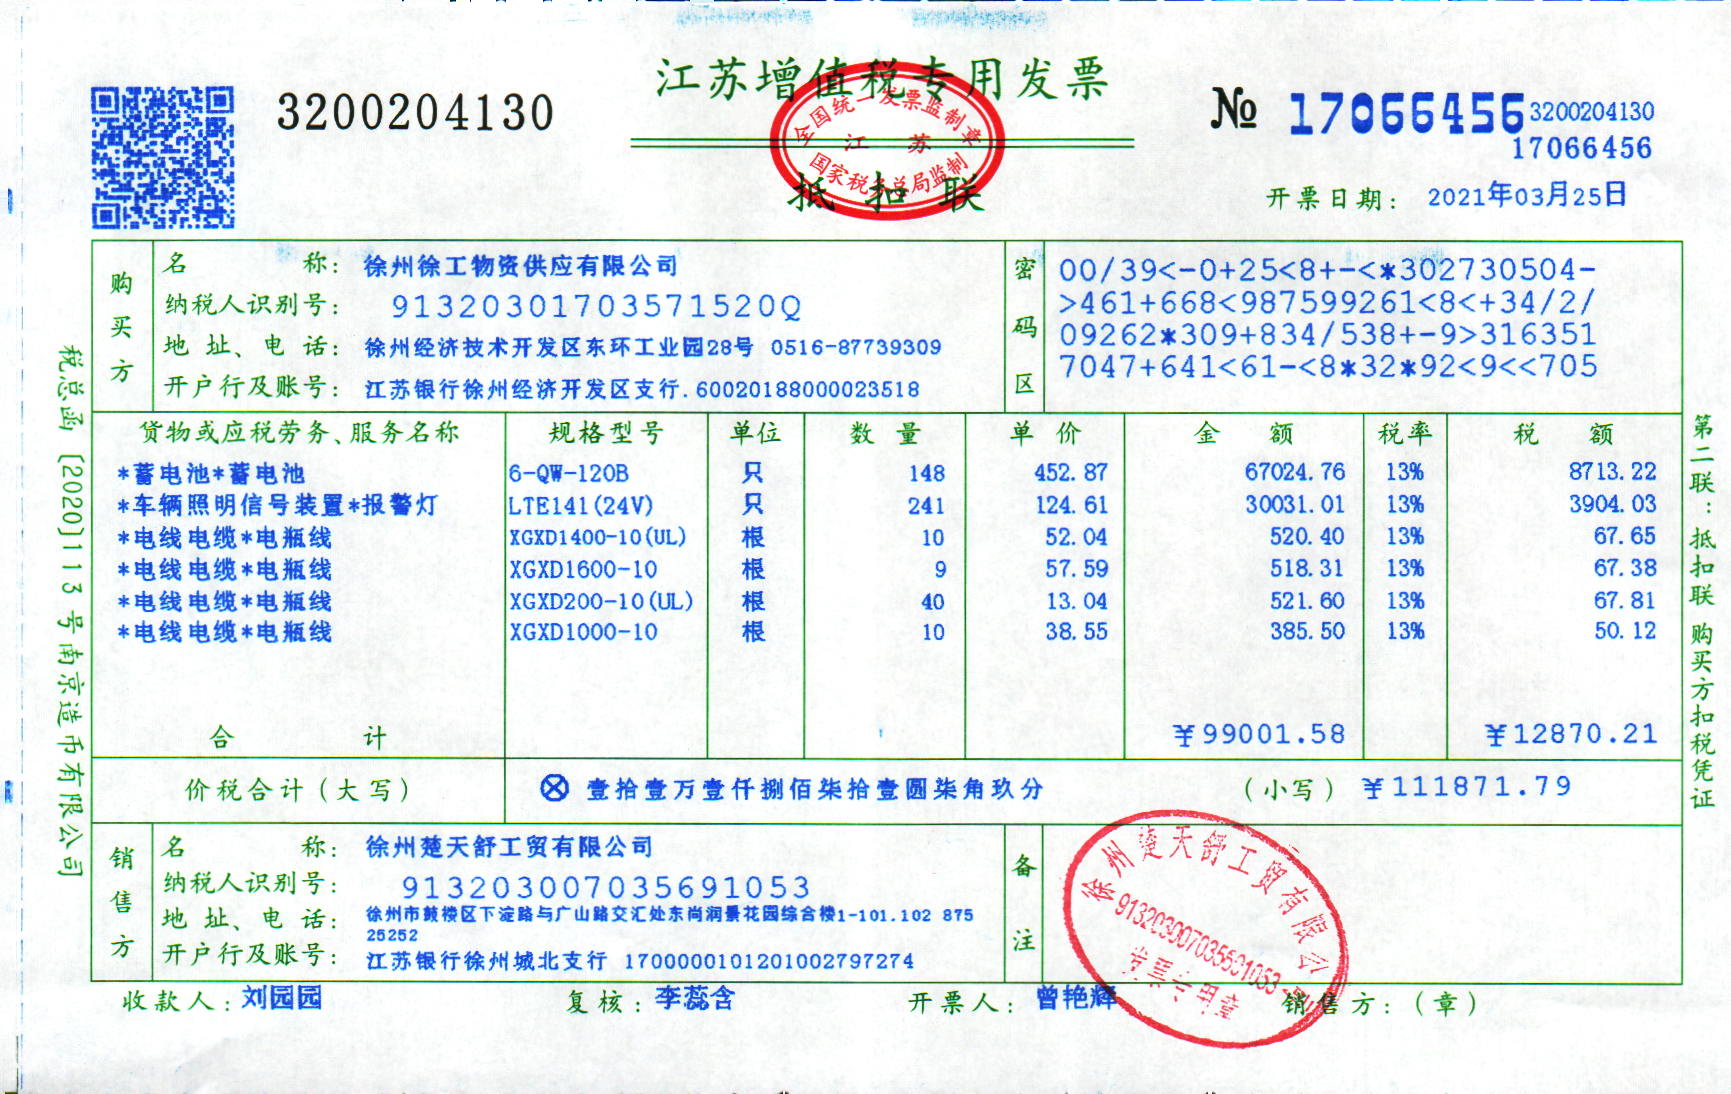 江苏增值税专用发票
3200204130
全国统一发票监制章
江 苏
国家税务总局监制
抵扣联
№ 17066456 3200204130
17066456
开票日期: 2021年03月25日
税总函[2020]113号南京造币有限公司
购买方
名 称: 徐州徐工物资供应有限公司
纳税人识别号: 91320301703571520Q
地 址、电 话: 徐州经济技术开发区东环工业园28号 0516-87739309
开户行及账号: 江苏银行徐州经济开发区支行.60020188000023518
密码区
00/39<-0+25<8+-<*302730504-
>461+668<987599261<8<+34/2/
09262*309+834/538+-9>316351
7047+641<61-<8*32*92<9<<705
货物或应税劳务、服务名称 规格型号 单位 数 量 单 价 金 额 税率 税 额
*蓄电池*蓄电池 6-QW-120B 只 148 452.87 67024.76 13% 8713.22
*车辆照明信号装置*报警灯 LTE141(24V) 只 241 124.61 30031.01 13% 3904.03
*电线电缆*电瓶线 XGXD1400-10(UL) 根 10 52.04 520.40 13% 67.65
*电线电缆*电瓶线 XGXD1600-10 根 9 57.59 518.31 13% 67.38
*电线电缆*电瓶线 XGXD200-10(UL) 根 40 13.04 521.60 13% 67.81
*电线电缆*电瓶线 XGXD1000-10 根 10 38.55 385.50 13% 50.12
合 计 ¥99001.58 ¥12870.21
价税合计(大写) ⊗壹拾壹万壹仟捌佰柒拾壹圆柒角玖分 (小写) ¥111871.79
第二联:抵扣联 购买方扣税凭证
销售方
名 称: 徐州楚天舒工贸有限公司
纳税人识别号: 913203007035691053
地 址、电 话: 徐州市鼓楼区下淀路与广山路交汇处东尚润景花园综合楼1-101.102 875
25252
开户行及账号: 江苏银行徐州城北支行 1700000101201002797274
备注
徐州楚天舒工贸有限公司
913203007035691053
发票专用章
收款人: 刘园园 复核: 李蕊含 开票人: 曾艳辉 销售方: (章)